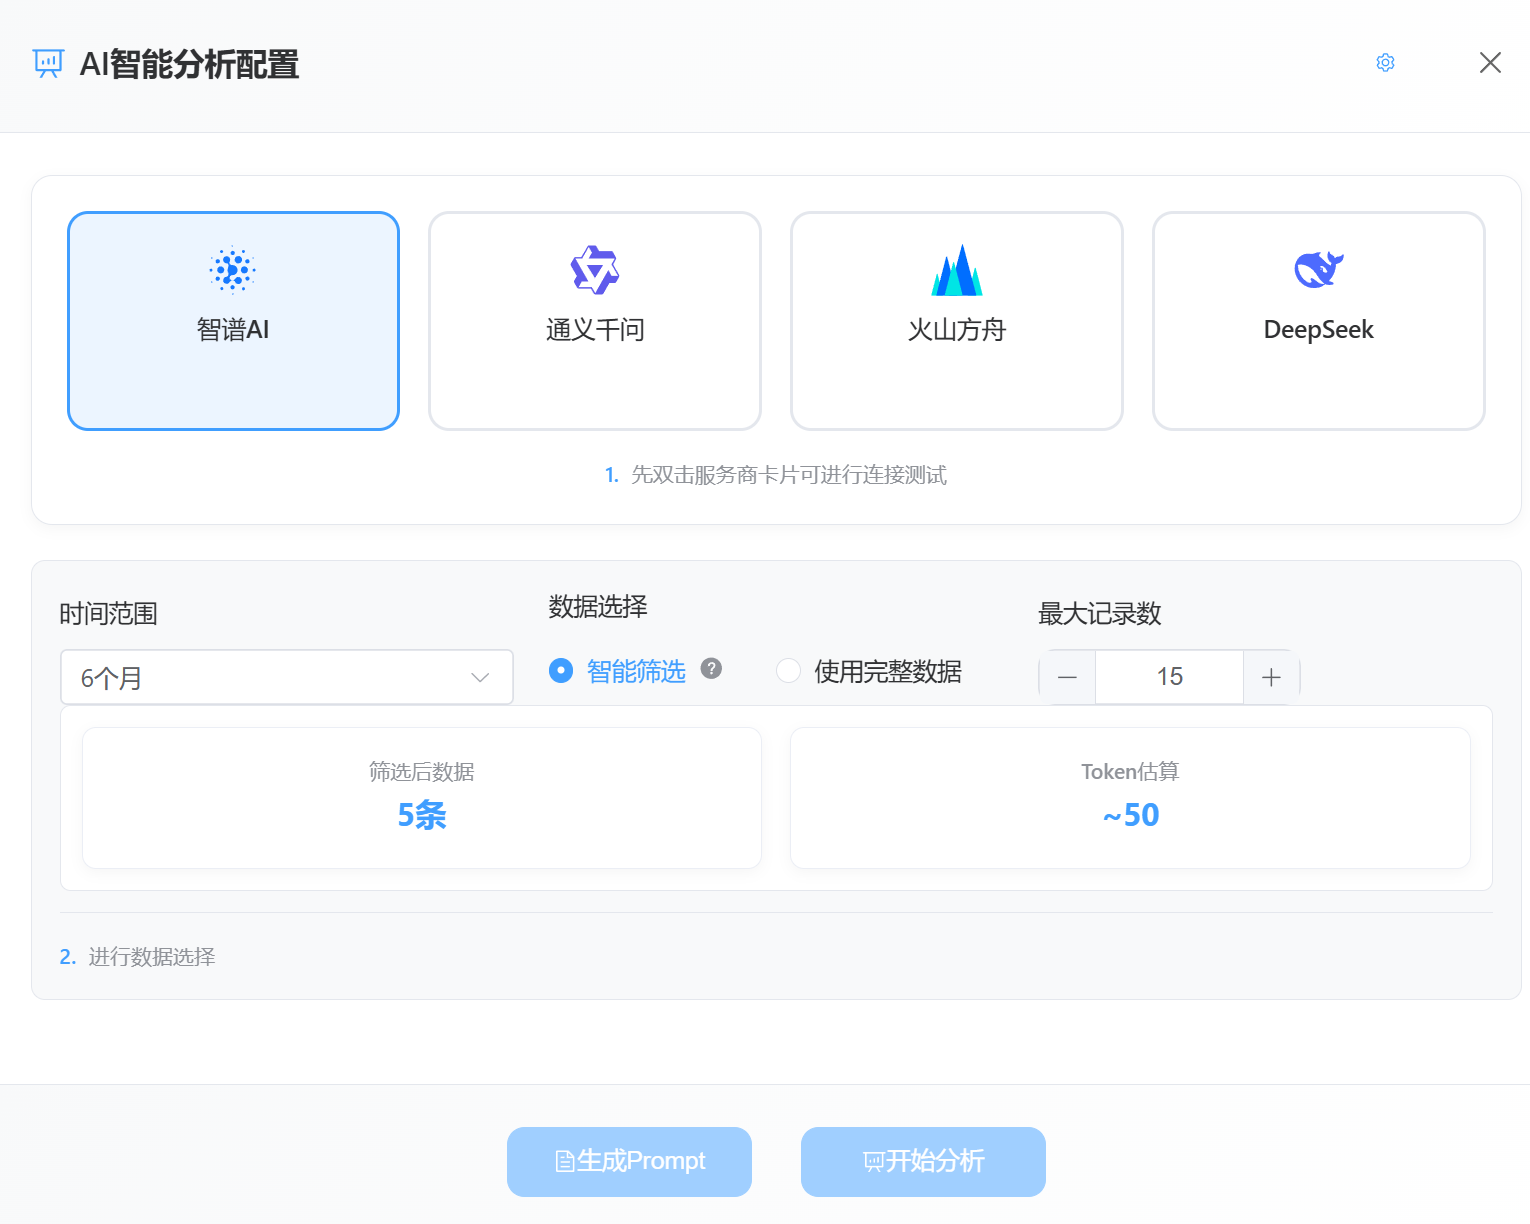 AI智能分析配置
智谱AI
通义千问
火山方舟
DeepSeek
1. 先双击服务商卡片可进行连接测试
时间范围
数据选择
最大记录数
6个月
智能筛选
使用完整数据
15
筛选后数据
5条
Token估算
~50
2. 进行数据选择
生成Prompt
开始分析